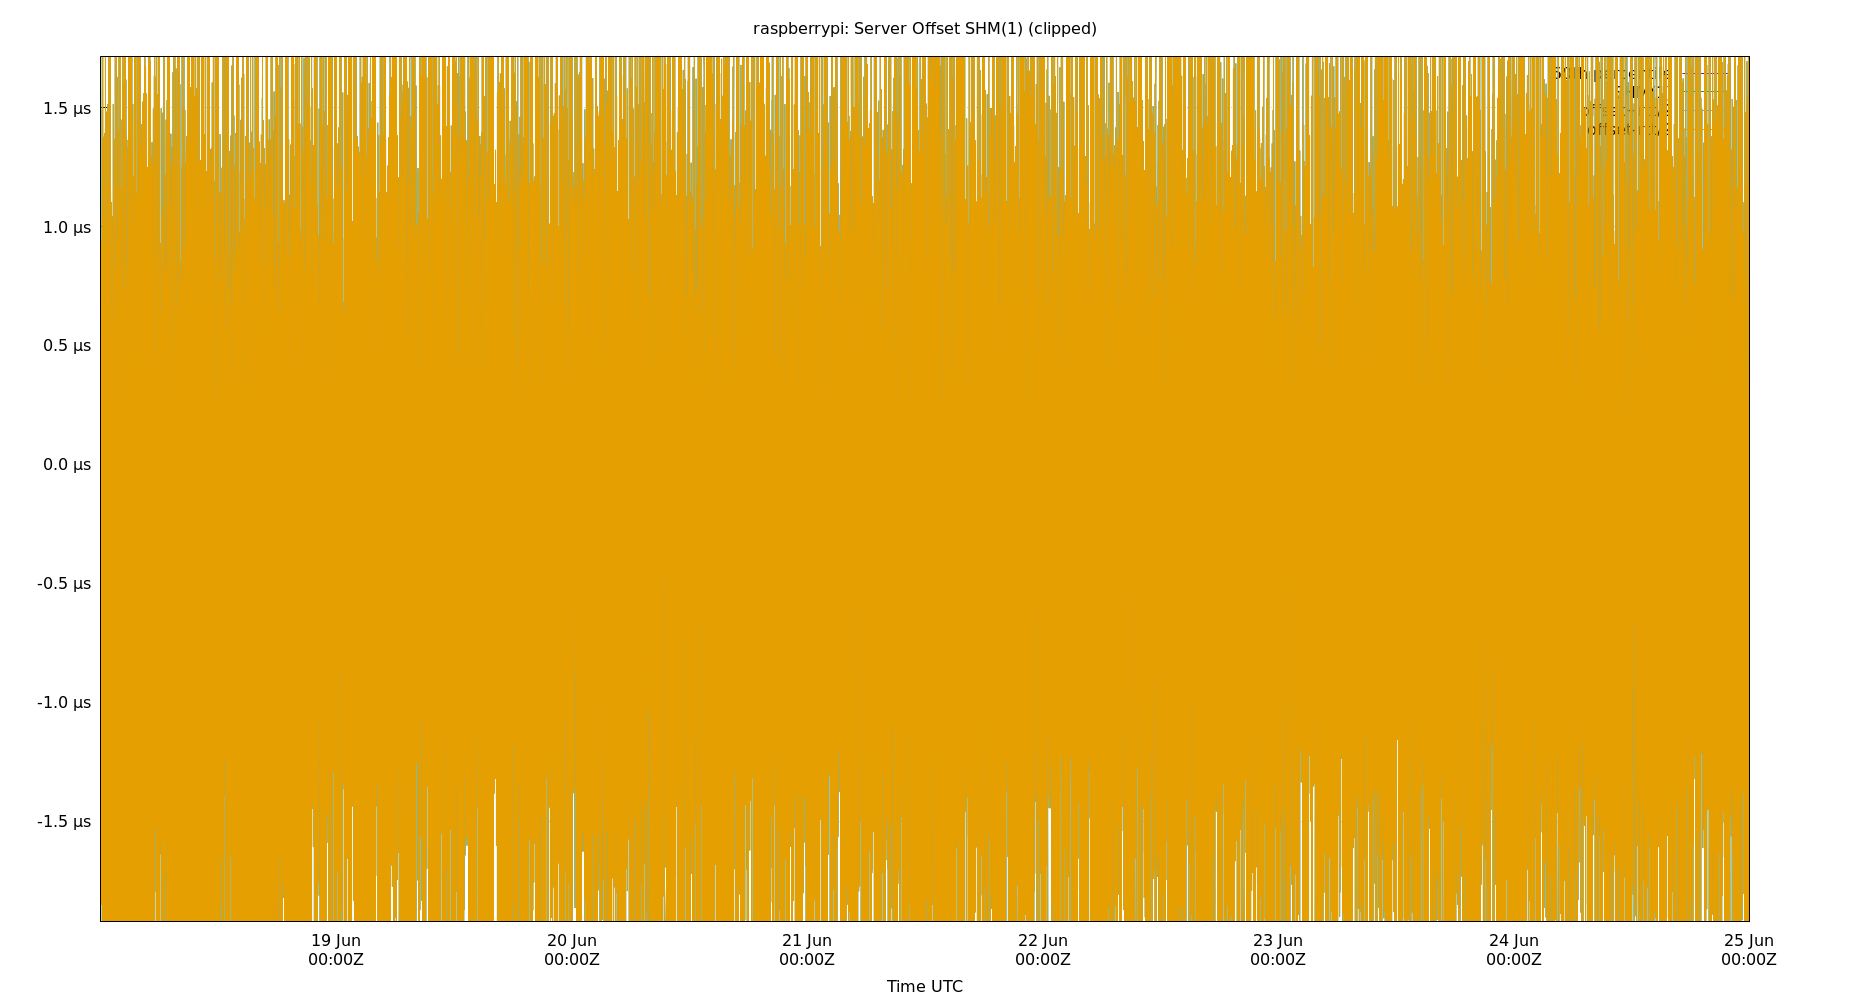 raspberrypi: Server Offset SHM(1) (clipped)
1.5 µs
1.0 µs
0.5 µs
0.0 µs
-0.5 µs
-1.0 µs
-1.5 µs
19 Jun
00:00Z
20 Jun
00:00Z
21 Jun
00:00Z
22 Jun
00:00Z
23 Jun
00:00Z
24 Jun
00:00Z
25 Jun
00:00Z
Time UTC